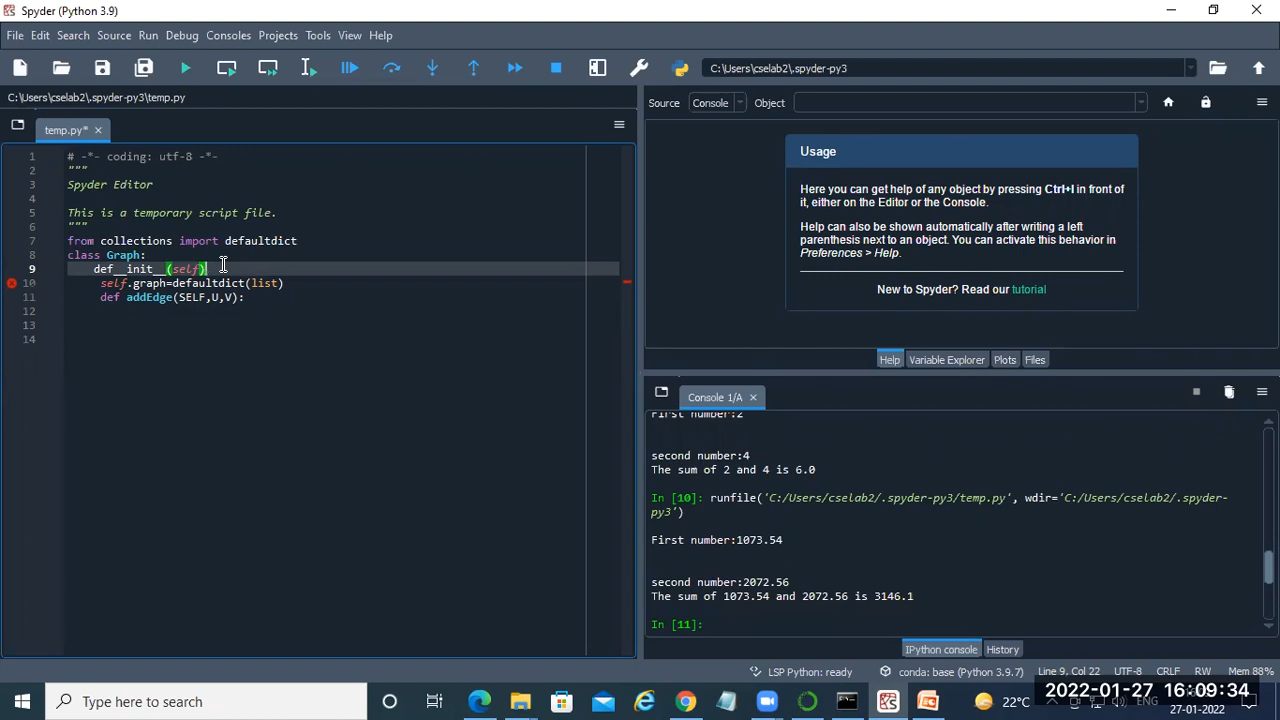 Spyder (Python 3.9)
File Edit Search Source Run Debug Consoles Projects Tools View Help
C:\Users\cselab2\.spyder-py3
C:\Users\cselab2\.spyder-py3\temp.py
temp.py*
1 # -*- coding: utf-8 -*-
2 """
3 Spyder Editor
4
5 This is a temporary script file.
6 """
7 from collections import defaultdict
8 class Graph:
9 def__init__(self)
10 self.graph=defaultdict(list)
11 def addEdge(SELF,U,V):
12
13
14
Source Console Object
Usage
Here you can get help of any object by pressing Ctrl+I in front
of it, either on the Editor or the Console.
Help can also be shown automatically after writing a left
parenthesis next to an object. You can activate this behavior in
Preferences > Help.
New to Spyder? Read our tutorial
Help Variable Explorer Plots Files
Console 1/A
First number:2
second number:4
The sum of 2 and 4 is 6.0
In [10]: runfile('C:/Users/cselab2/.spyder-py3/temp.py', wdir='C:/Users/cselab2/.spyder-
py3')
First number:1073.54
second number:2072.56
The sum of 1073.54 and 2072.56 is 3146.1
In [11]:
IPython console History
LSP Python: ready conda: base (Python 3.9.7) Line 9, Col 22 UTF-8 CRLF RW Mem 88%
Type here to search
22°C
ENG
2022-01-27 16:09:34
27-01-2022